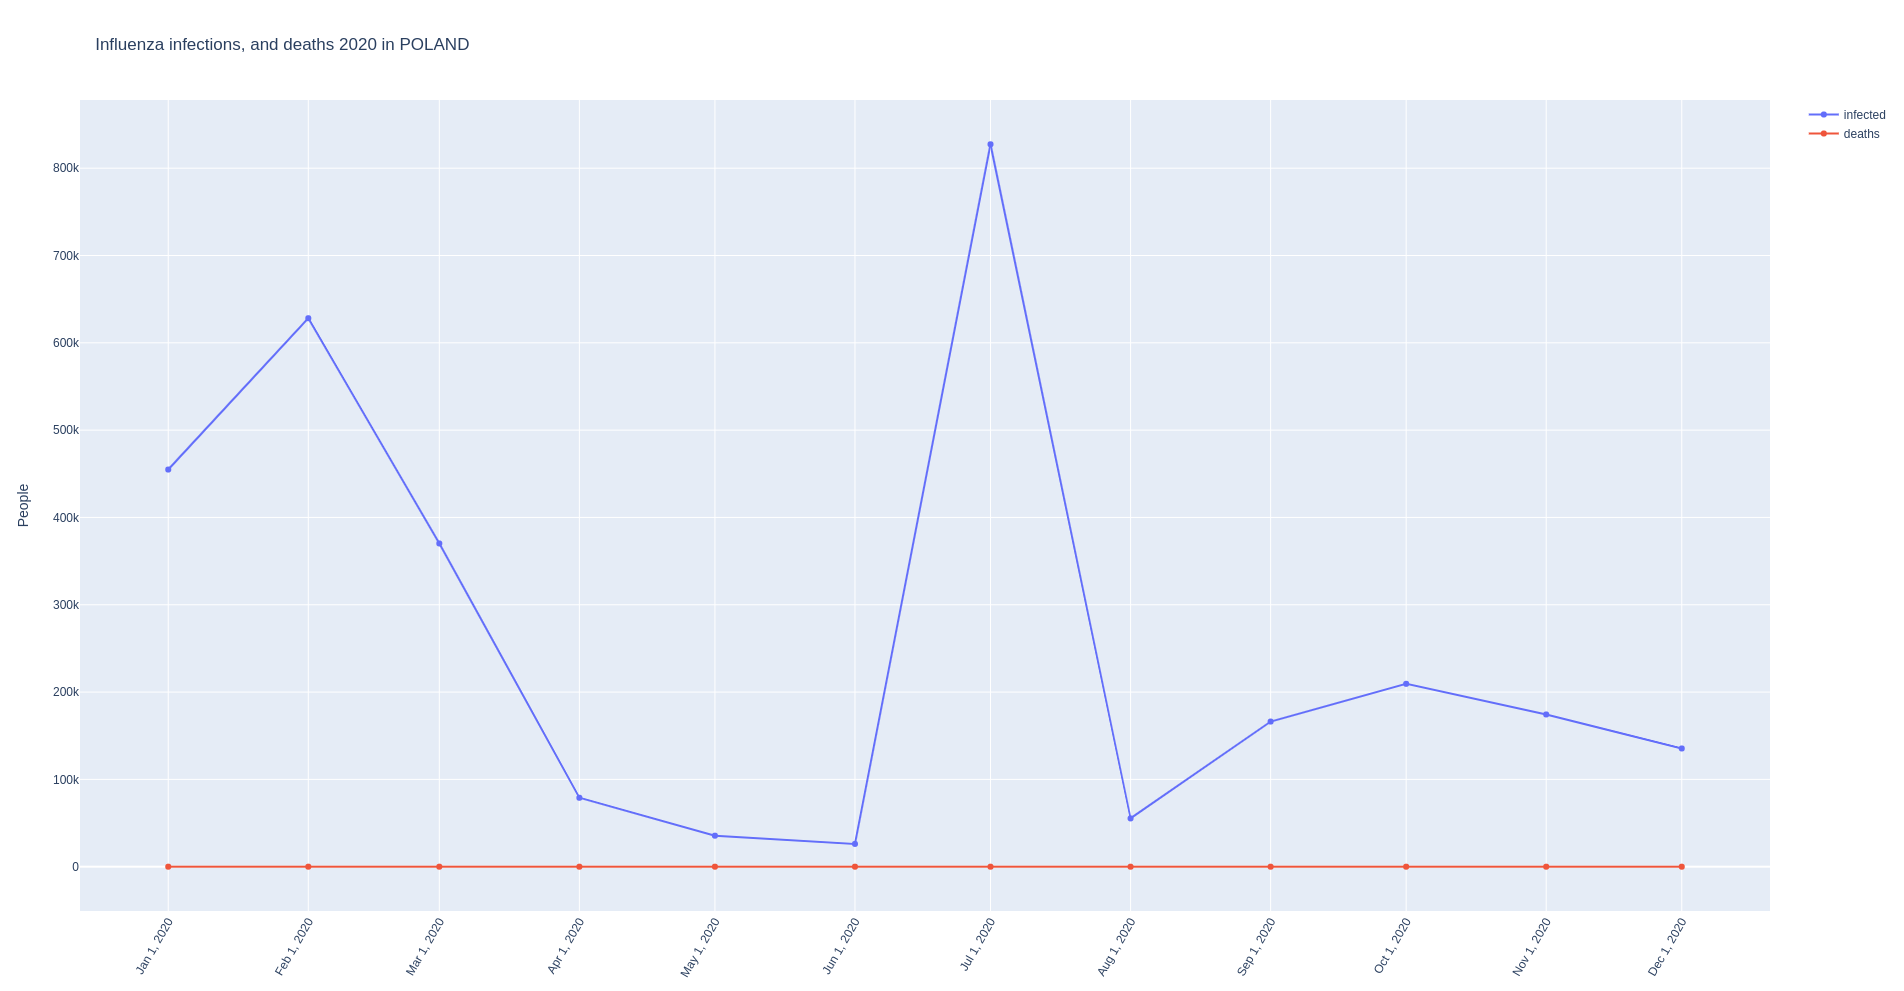 Influenza infections, and deaths 2020 in POLAND
infected
deaths
People
800k
700k
600k
500k
400k
300k
200k
100k
0
Jan 1, 2020
Feb 1, 2020
Mar 1, 2020
Apr 1, 2020
May 1, 2020
Jun 1, 2020
Jul 1, 2020
Aug 1, 2020
Sep 1, 2020
Oct 1, 2020
Nov 1, 2020
Dec 1, 2020